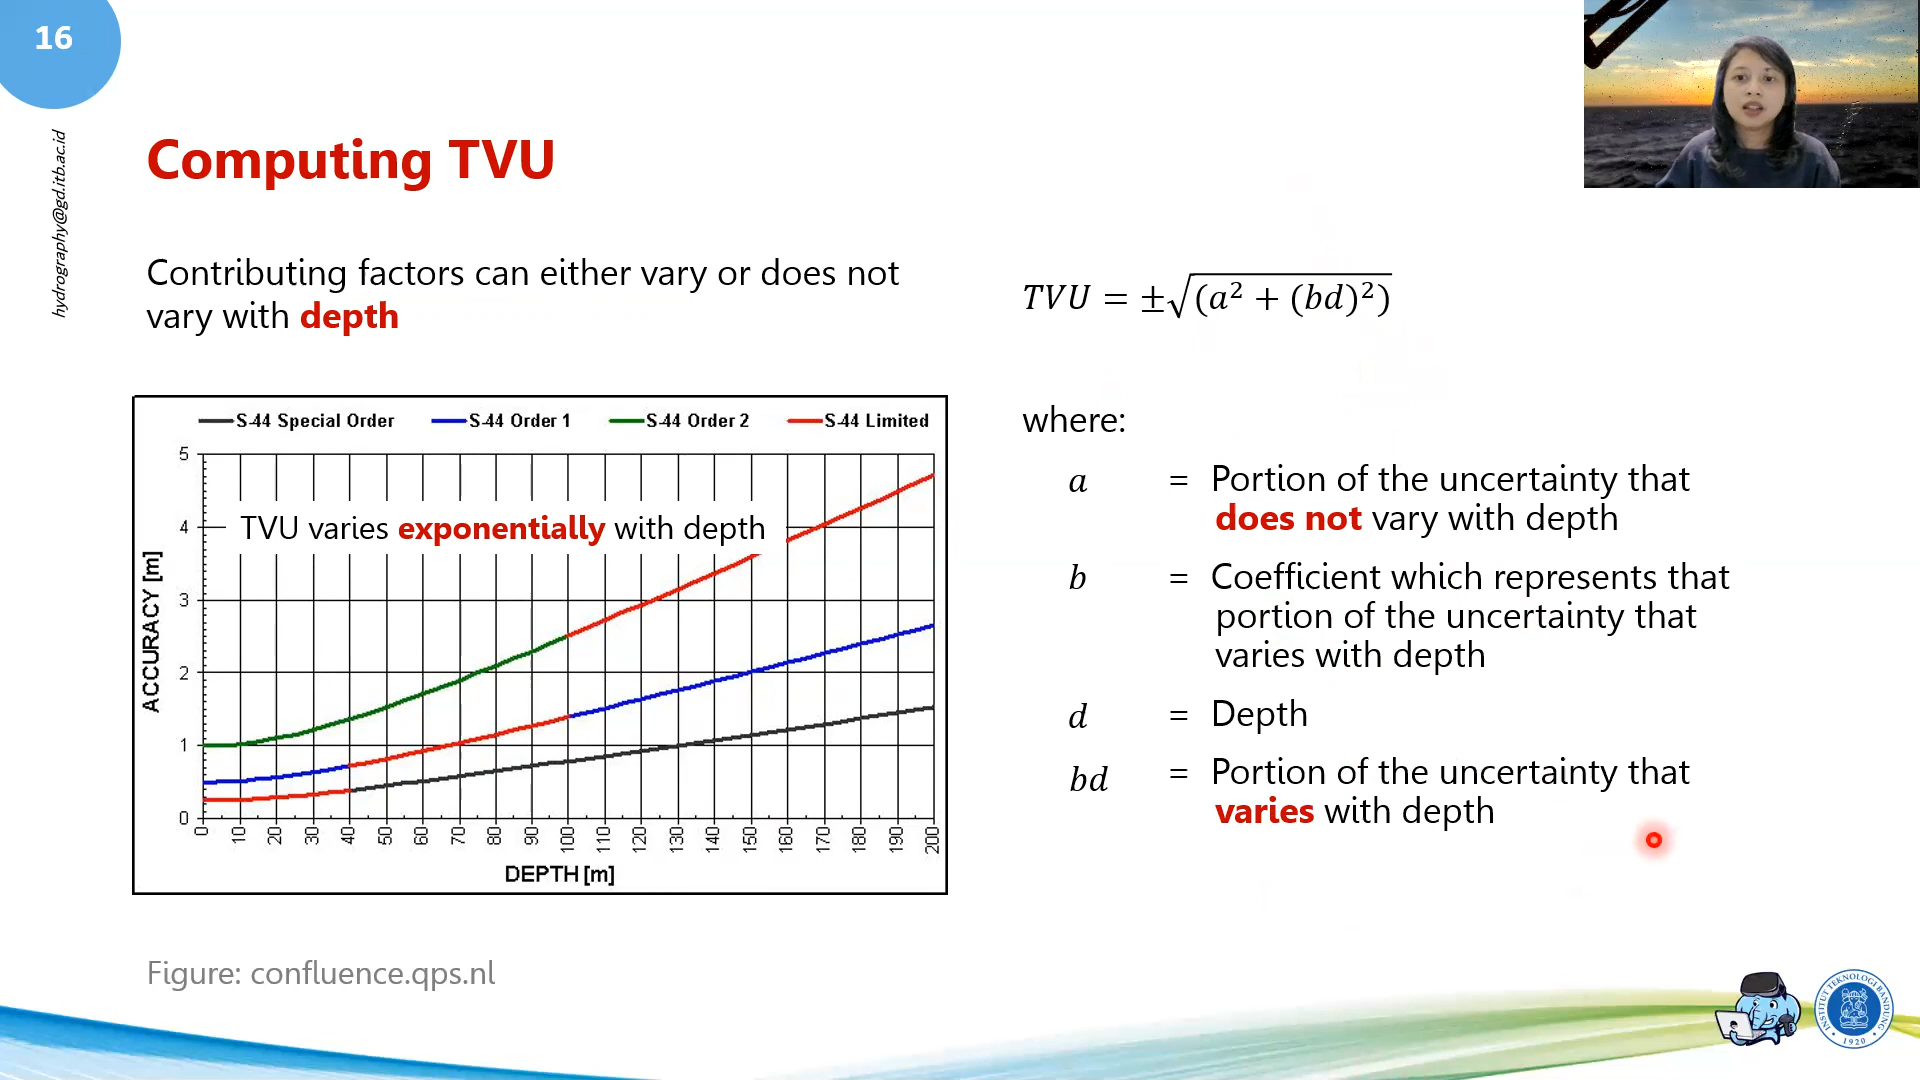 16
hydrography@gd.itb.ac.id
Computing TVU
Contributing factors can either vary or does not
vary with depth
S-44 Special Order S-44 Order 1 S-44 Order 2 S-44 Limited
TVU varies exponentially with depth
ACCURACY [m]
5
4
3
2
1
0
0 10 20 30 40 50 60 70 80 90 100 110 120 130 140 150 160 170 180 190 200
DEPTH [m]
Figure: confluence.qps.nl
TVU = ±√(a² + (bd)²)
where:
a = Portion of the uncertainty that
does not vary with depth
b = Coefficient which represents that
portion of the uncertainty that
varies with depth
d = Depth
bd = Portion of the uncertainty that
varies with depth
INSTITUT TEKNOLOGI BANDUNG
1920